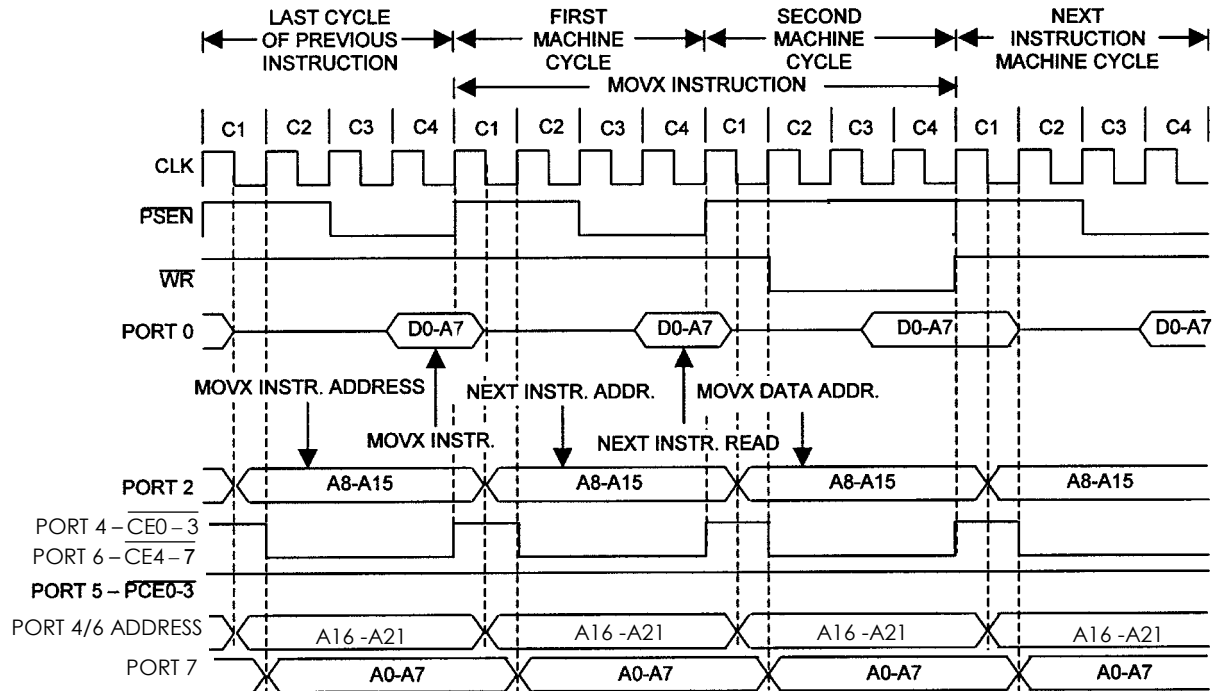 LAST CYCLE
OF PREVIOUS
INSTRUCTION
FIRST
MACHINE
CYCLE
SECOND
MACHINE
CYCLE
NEXT
INSTRUCTION
MACHINE CYCLE
MOVX INSTRUCTION
C1 C2 C3 C4 C1 C2 C3 C4 C1 C2 C3 C4 C1 C2 C3 C4
CLK
PSEN
WR
PORT 0 D0-A7 D0-A7 D0-A7 D0-A7
MOVX INSTR. ADDRESS NEXT INSTR. ADDR. MOVX DATA ADDR.
MOVX INSTR. NEXT INSTR. READ
PORT 2 A8-A15 A8-A15 A8-A15 A8-A15
PORT 4 – CE0 – 3
PORT 6 – CE4 – 7
PORT 5 – PCE0-3
PORT 4/6 ADDRESS A16 -A21 A16 -A21 A16 -A21 A16 -A21
PORT 7 A0-A7 A0-A7 A0-A7 A0-A7